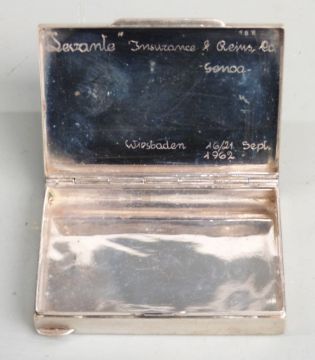 "Levante" Insurance & Reins. Co.
Genoa
Wiesbaden 16/21 Sept.
1962